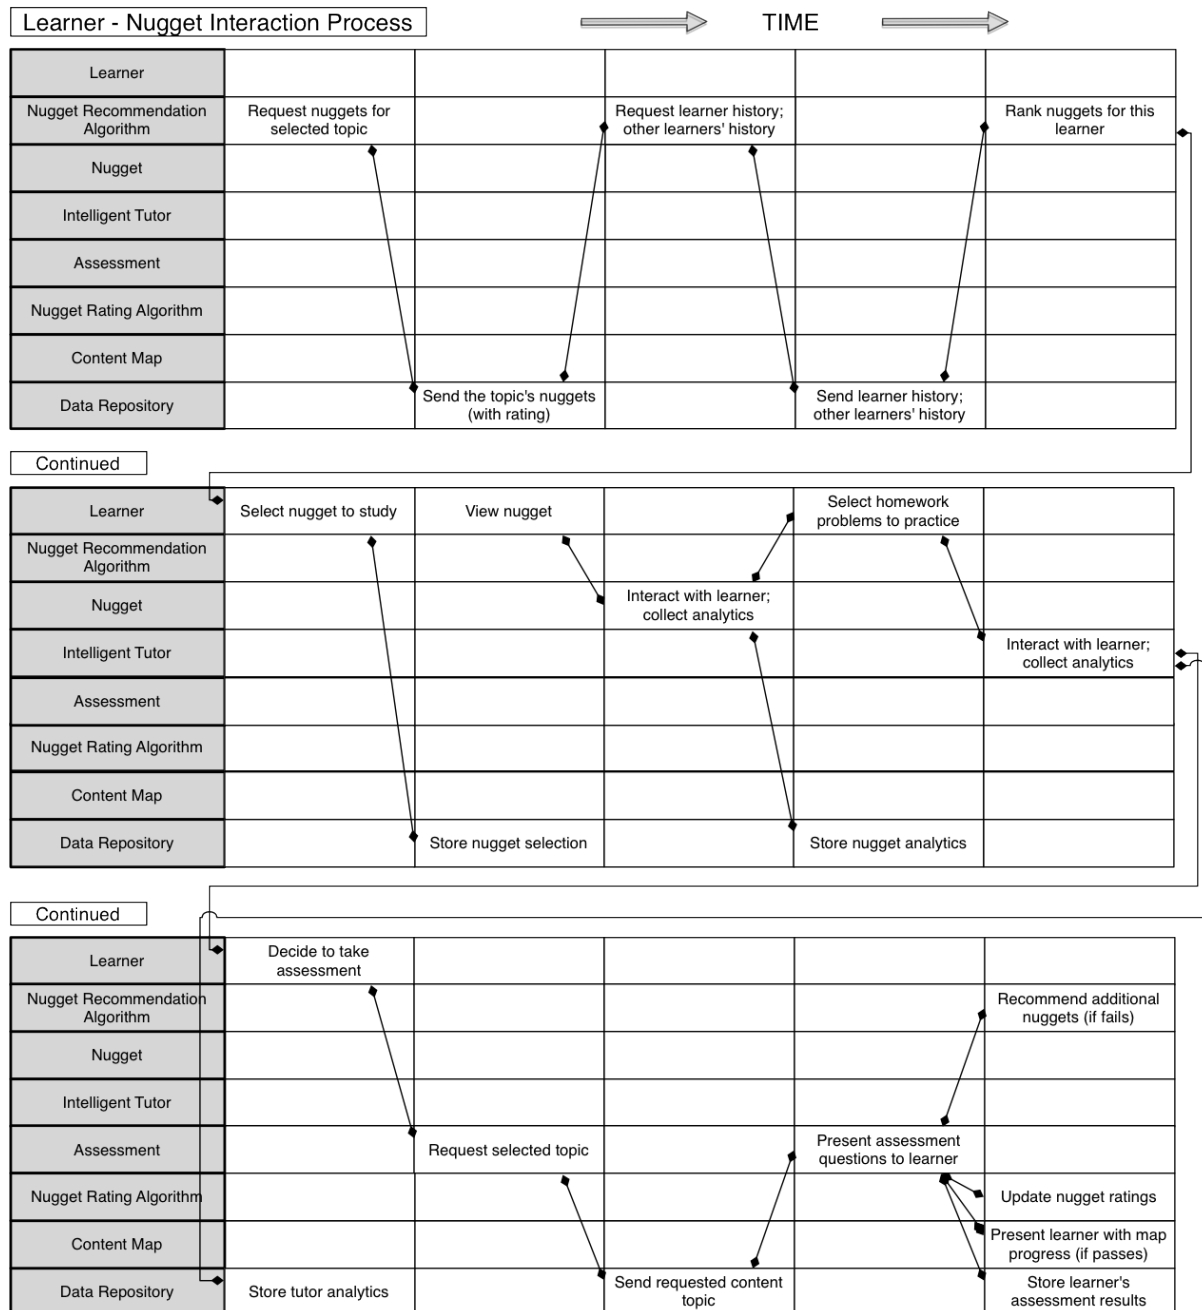 Learner - Nugget Interaction Process
TIME
Learner
Nugget Recommendation
Algorithm
Request nuggets for
selected topic
Request learner history;
other learners' history
Rank nuggets for this
learner
Nugget
Intelligent Tutor
Assessment
Nugget Rating Algorithm
Content Map
Data Repository
Send the topic's nuggets
(with rating)
Send learner history;
other learners' history
Continued
Learner
Select nugget to study
View nugget
Select homework
problems to practice
Nugget Recommendation
Algorithm
Nugget
Interact with learner;
collect analytics
Intelligent Tutor
Interact with learner;
collect analytics
Assessment
Nugget Rating Algorithm
Content Map
Data Repository
Store nugget selection
Store nugget analytics
Continued
Learner
Decide to take
assessment
Nugget Recommendation
Algorithm
Recommend additional
nuggets (if fails)
Nugget
Intelligent Tutor
Assessment
Request selected topic
Present assessment
questions to learner
Nugget Rating Algorithm
Update nugget ratings
Content Map
Present learner with map
progress (if passes)
Data Repository
Store tutor analytics
Send requested content
topic
Store learner's
assessment results